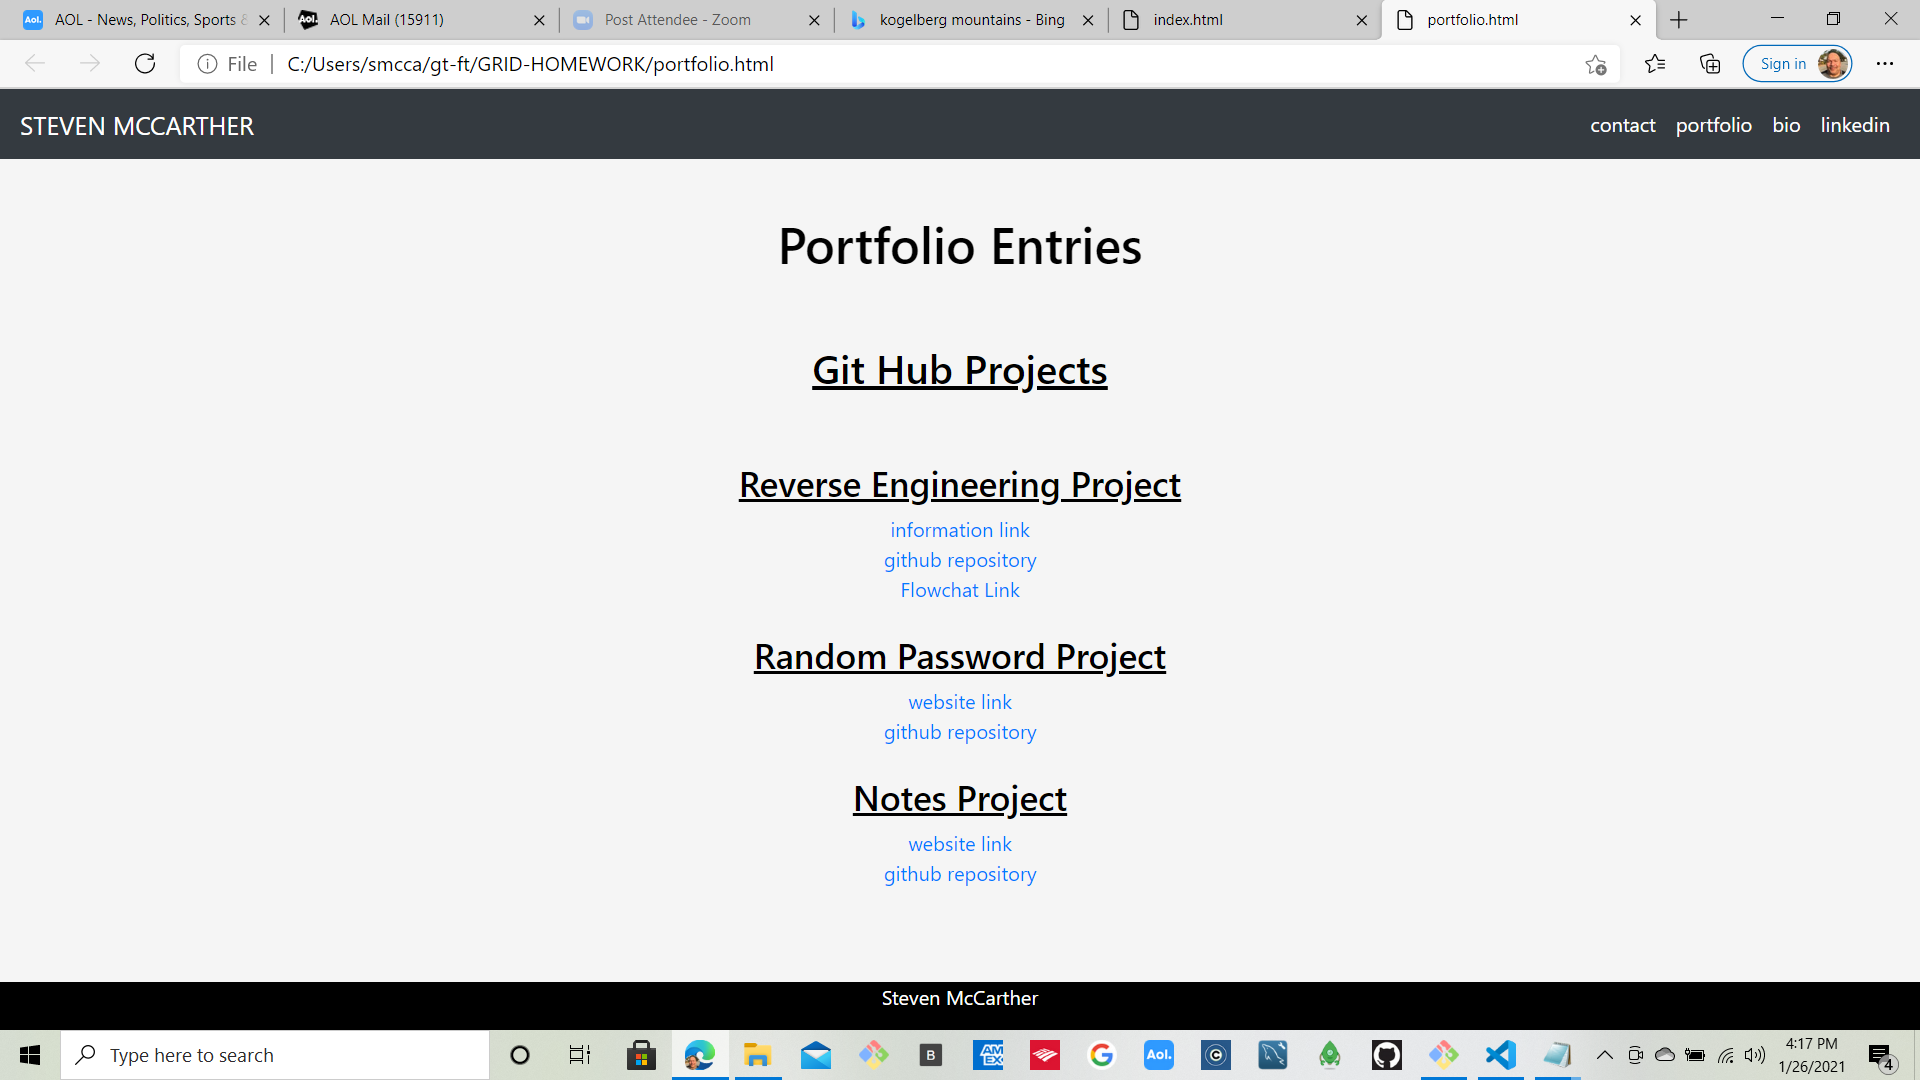 AOL - News, Politics, Sports &
AOL Mail (15911)
Post Attendee - Zoom
kogelberg mountains - Bing
index.html
portfolio.html
File
C:/Users/smcca/gt-ft/GRID-HOMEWORK/portfolio.html
Sign in
STEVEN MCCARTHER
contact portfolio bio linkedin
Portfolio Entries
Git Hub Projects
Reverse Engineering Project
information link
github repository
Flowchat Link
Random Password Project
website link
github repository
Notes Project
website link
github repository
Steven McCarther
Type here to search
4:17 PM
1/26/2021
4